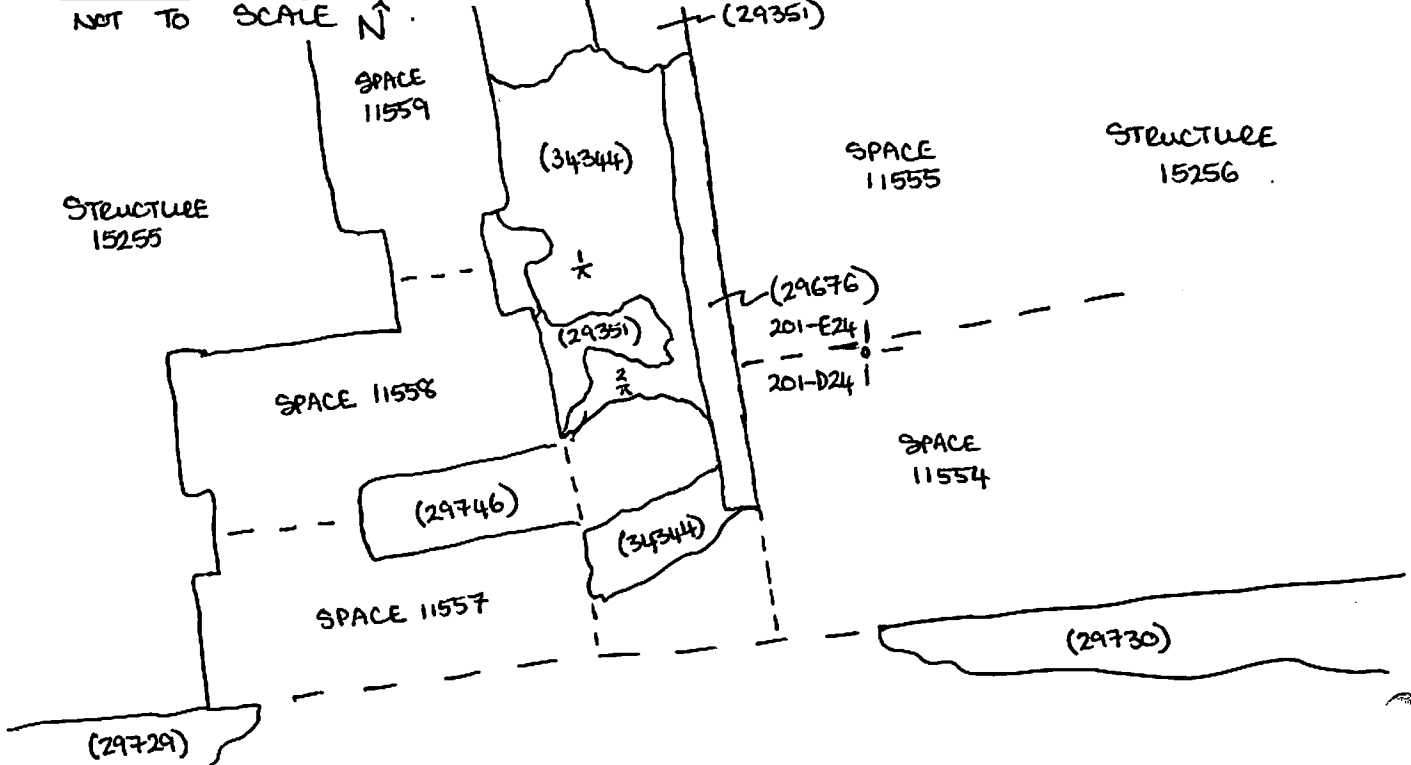 NOT TO SCALE N
(29351)
SPACE
11559
(34344)
SPACE
11555
STRUCTURE
15256
STRUCTURE
15255
1
(29676)
201-E24
(29351)
201-D24
2
SPACE 11558
SPACE
11554
(29746)
(34344)
SPACE 11557
(29730)
(29729)